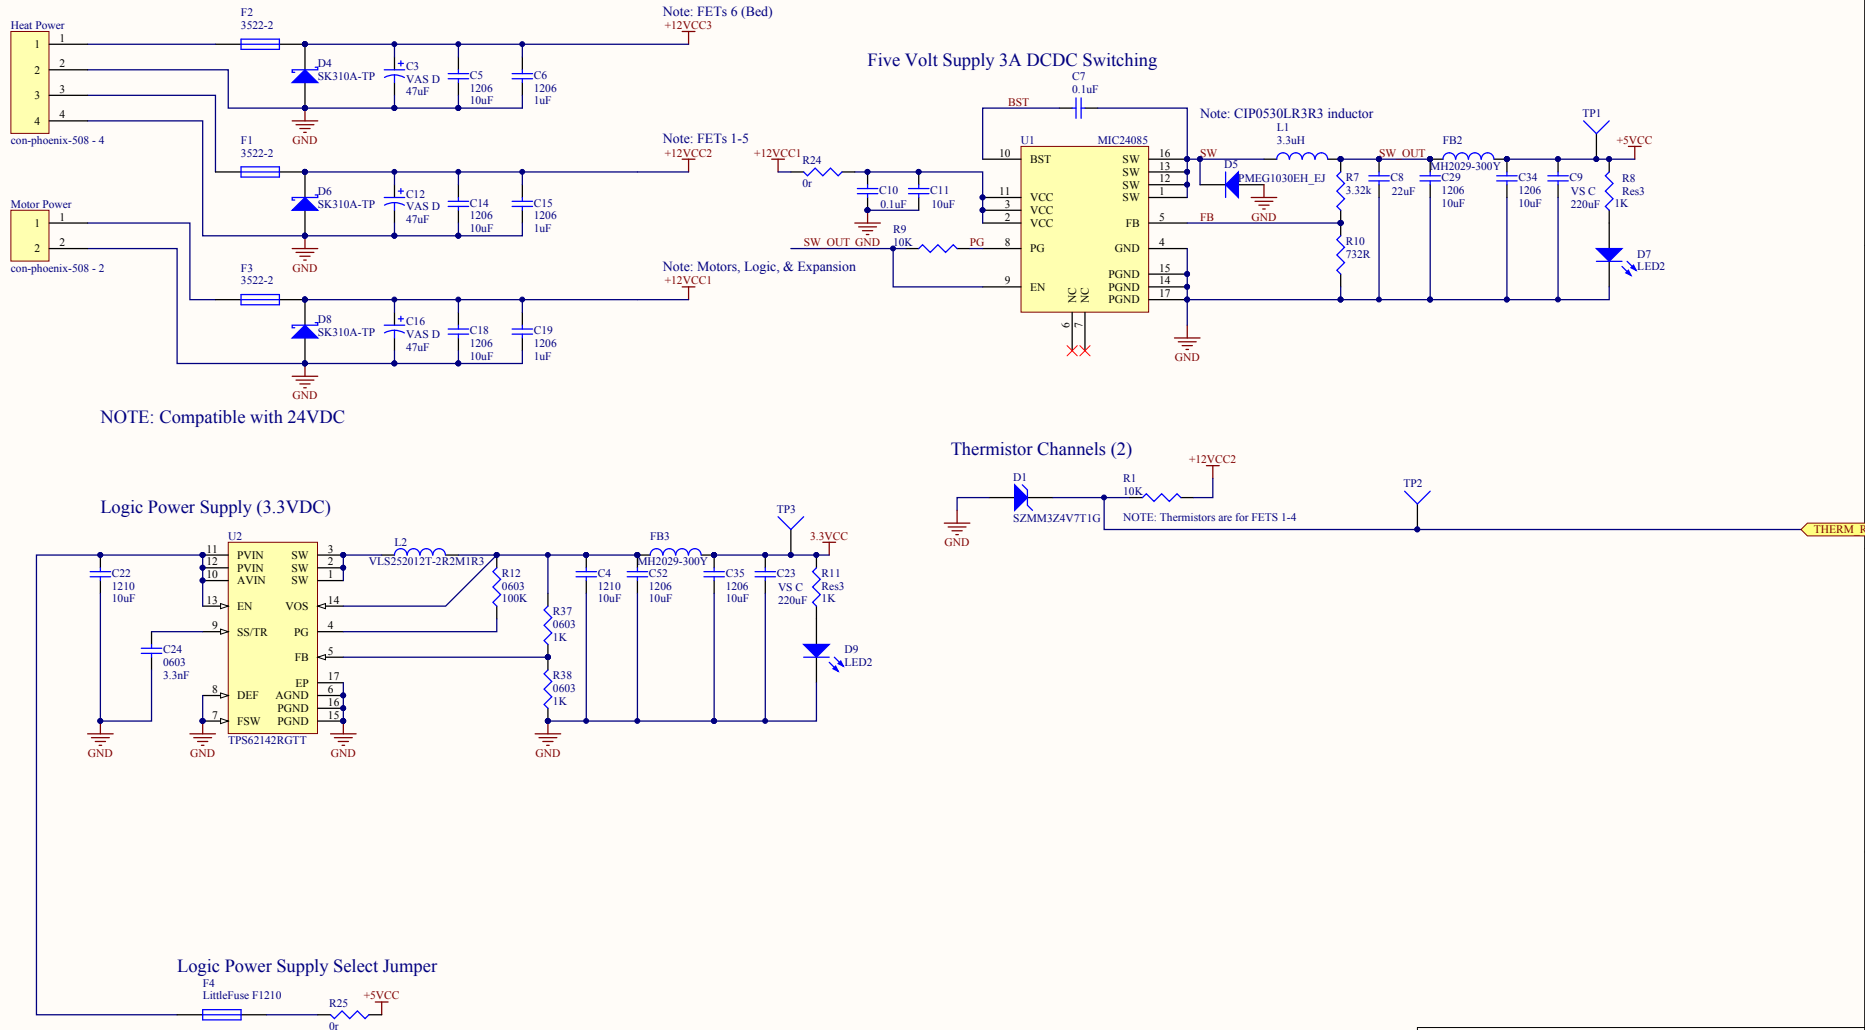 Heat Power
1 1
2 2
3 3
4 4
con-phoenix-508 - 4
F2
3522-2
D4
SK310A-TP
+ C3
VAS D
47uF
C5
1206
10uF
C6
1206
1uF
GND
Note: FETs 6 (Bed)
+12VCC3
F1
3522-2
D6
SK310A-TP
+ C12
VAS D
47uF
C14
1206
10uF
C15
1206
1uF
GND
Note: FETs 1-5
+12VCC2
Motor Power
1 1
2 2
con-phoenix-508 - 2
F3
3522-2
D8
SK310A-TP
+ C16
VAS D
47uF
C18
1206
10uF
C19
1206
1uF
GND
Note: Motors, Logic, & Expansion
+12VCC1
NOTE: Compatible with 24VDC
Five Volt Supply 3A DCDC Switching
C7
0.1uF
BST
+12VCC1
R24
0r
C10
0.1uF
C11
10uF
GND
SW_OUT_GND
R9
10K
PG
U1
MIC24085
10 BST
11 VCC
3 VCC
2 VCC
8 PG
9 EN
SW 16
SW 13
SW 12
SW 1
FB 5
GND 4
PGND 15
PGND 14
PGND 17
NC 6
NC 7
GND
Note: CIP0530LR3R3 inductor
L1
3.3uH
SW
D5
PMEG1030EH_EJ
GND
FB
R7
3.32k
R10
732R
C8
22uF
SW_OUT
C29
1206
10uF
FB2
MH2029-300Y
C34
1206
10uF
C9
VS C
220uF
TP1
+5VCC
R8
Res3
1K
D7
LED2
Thermistor Channels (2)
D1
SZMM3Z4V7T1G
GND
R1
10K
+12VCC2
NOTE: Thermistors are for FETS 1-4
TP2
THERM_R
Logic Power Supply (3.3VDC)
C22
1210
10uF
GND
C24
0603
3.3nF
U2
11 PVIN
12 PVIN
10 AVIN
13 EN
9 SS/TR
8 DEF
7 FSW
SW 3
SW 2
SW 1
VOS 14
PG 4
FB 5
EP 17
AGND 6
PGND 16
PGND 15
TPS62142RGTT
GND
GND
L2
VLS252012T-2R2M1R3
R12
0603
100K
R37
0603
1K
R38
0603
1K
GND
C4
1210
10uF
C52
1206
10uF
FB3
MH2029-300Y
C35
1206
10uF
C23
VS C
220uF
TP3
3.3VCC
R11
Res3
1K
D9
LED2
Logic Power Supply Select Jumper
F4
LittleFuse F1210
R25
0r
+5VCC